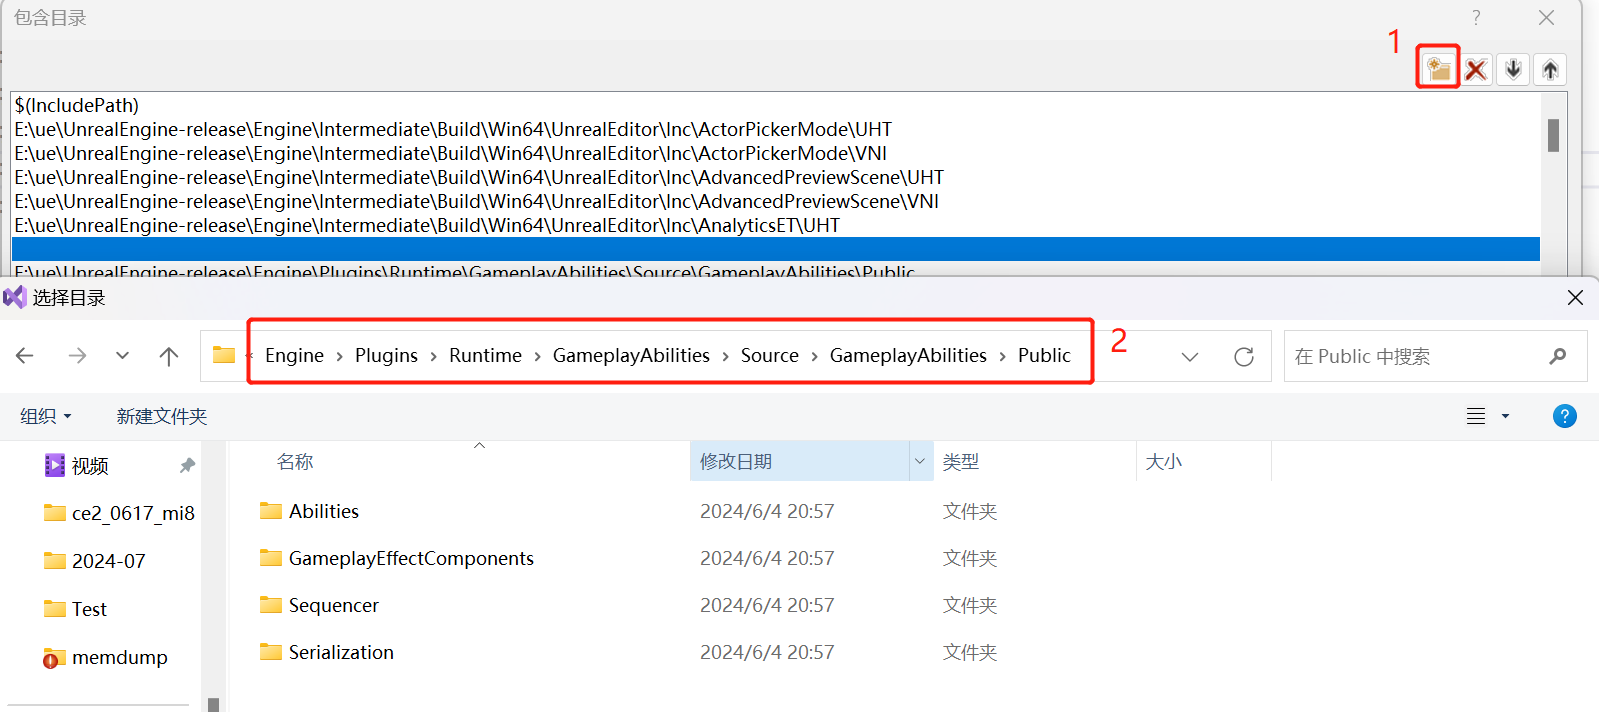 包含目录
?
1
$(IncludePath)
E:\ue\UnrealEngine-release\Engine\Intermediate\Build\Win64\UnrealEditor\Inc\ActorPickerMode\UHT
E:\ue\UnrealEngine-release\Engine\Intermediate\Build\Win64\UnrealEditor\Inc\ActorPickerMode\VNI
E:\ue\UnrealEngine-release\Engine\Intermediate\Build\Win64\UnrealEditor\Inc\AdvancedPreviewScene\UHT
E:\ue\UnrealEngine-release\Engine\Intermediate\Build\Win64\UnrealEditor\Inc\AdvancedPreviewScene\VNI
E:\ue\UnrealEngine-release\Engine\Intermediate\Build\Win64\UnrealEditor\Inc\AnalyticsET\UHT
E:\ue\UnrealEngine-release\Engine\Plugins\Runtime\GameplayAbilities\Source\GameplayAbilities\Public
选择目录
« Engine › Plugins › Runtime › GameplayAbilities › Source › GameplayAbilities › Public
2
在 Public 中搜索
组织 新建文件夹
?
视频
ce2_0617_mi8
2024-07
Test
memdump
名称 修改日期 类型 大小
Abilities 2024/6/4 20:57 文件夹
GameplayEffectComponents 2024/6/4 20:57 文件夹
Sequencer 2024/6/4 20:57 文件夹
Serialization 2024/6/4 20:57 文件夹